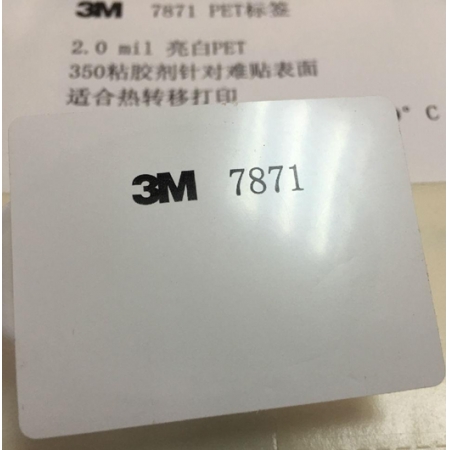 3M 7871 PET标签
2.0 mil 亮白PET
350粘胶剂针对难贴表面
适合热转移打印
° C
3M 7871